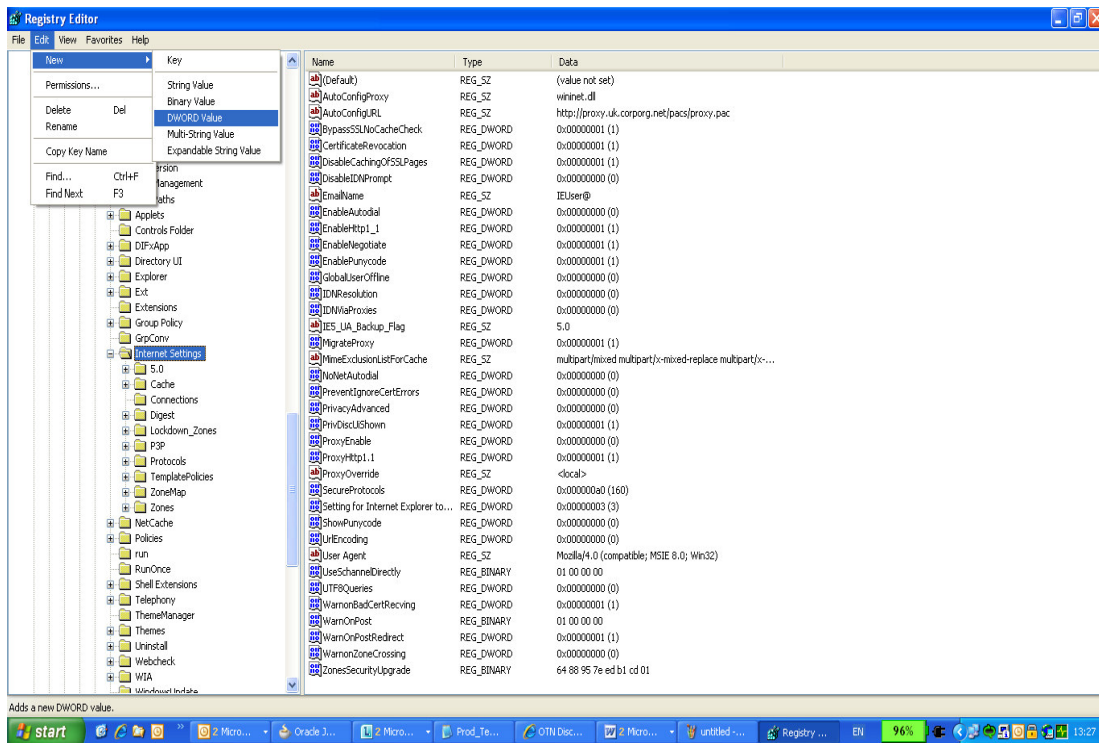 Registry Editor
File Edit View Favorites Help
New
Permissions...
Delete Del
Rename
Copy Key Name
Find... Ctrl+F
Find Next F3
Key
String Value
Binary Value
DWORD Value
Multi-String Value
Expandable String Value
Applets
Controls Folder
DIFxApp
Directory UI
Explorer
Ext
Extensions
Group Policy
GrpConv
Internet Settings
5.0
Cache
Connections
Digest
Lockdown_Zones
P3P
Protocols
TemplatePolicies
ZoneMap
Zones
NetCache
Policies
run
RunOnce
Shell Extensions
Telephony
ThemeManager
Themes
Uninstall
Webcheck
WIA
WindowsUpdate
Name Type Data
(Default) REG_SZ (value not set)
AutoConfigProxy REG_SZ wininet.dll
AutoConfigURL REG_SZ http://proxy.uk.corporg.net/pacs/proxy.pac
BypassSSLNoCacheCheck REG_DWORD 0x00000001 (1)
CertificateRevocation REG_DWORD 0x00000001 (1)
DisableCachingOfSSLPages REG_DWORD 0x00000001 (1)
DisableIDNPrompt REG_DWORD 0x00000000 (0)
EmailName REG_SZ IEUser@
EnableAutodial REG_DWORD 0x00000000 (0)
EnableHttp1_1 REG_DWORD 0x00000001 (1)
EnableNegotiate REG_DWORD 0x00000001 (1)
EnablePunycode REG_DWORD 0x00000001 (1)
GlobalUserOffline REG_DWORD 0x00000000 (0)
IDNResolution REG_DWORD 0x00000000 (0)
IDNViaProxies REG_DWORD 0x00000000 (0)
IE5_UA_Backup_Flag REG_SZ 5.0
MigrateProxy REG_DWORD 0x00000001 (1)
MimeExclusionListForCache REG_SZ multipart/mixed multipart/x-mixed-replace multipart/x-...
NoNetAutodial REG_DWORD 0x00000000 (0)
PreventIgnoreCertErrors REG_DWORD 0x00000000 (0)
PrivacyAdvanced REG_DWORD 0x00000000 (0)
PrivDiscUiShown REG_DWORD 0x00000001 (1)
ProxyEnable REG_DWORD 0x00000000 (0)
ProxyHttp1.1 REG_DWORD 0x00000001 (1)
ProxyOverride REG_SZ <local>
SecureProtocols REG_DWORD 0x000000a0 (160)
Setting for Internet Explorer to... REG_DWORD 0x00000003 (3)
ShowPunycode REG_DWORD 0x00000000 (0)
UrlEncoding REG_DWORD 0x00000000 (0)
User Agent REG_SZ Mozilla/4.0 (compatible; MSIE 8.0; Win32)
UseSchannelDirectly REG_BINARY 01 00 00 00
UTF8Queries REG_DWORD 0x00000000 (0)
WarnonBadCertRecving REG_DWORD 0x00000001 (1)
WarnOnPost REG_BINARY 01 00 00 00
WarnOnPostRedirect REG_DWORD 0x00000001 (1)
WarnonZoneCrossing REG_DWORD 0x00000000 (0)
ZonesSecurityUpgrade REG_BINARY 64 88 95 7e ed b1 cd 01
Adds a new DWORD value.
start 2 Micro... Oracle J... 2 Micro... Prod_Te... OTN Disc... 2 Micro... untitled -... Registry ... EN 96% 13:27